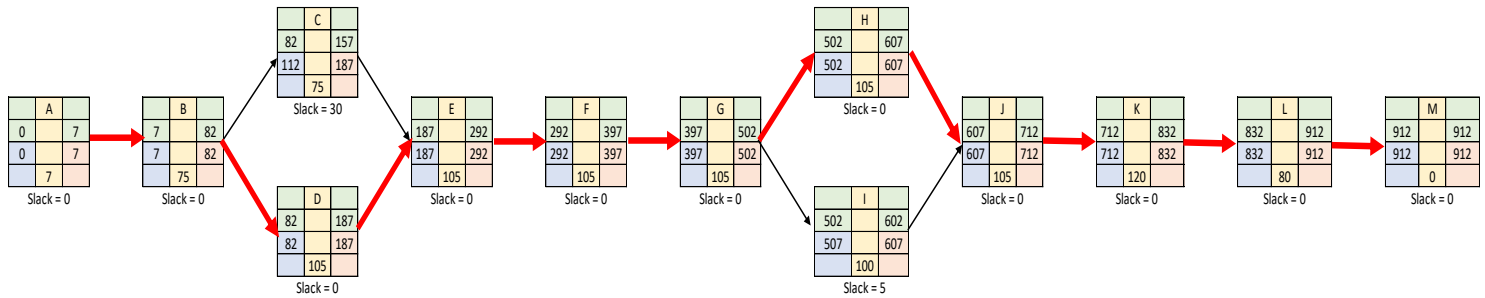 A
0 7
0 7
7
Slack = 0
B
7 82
7 82
75
Slack = 0
C
82 157
112 187
75
Slack = 30
D
82 187
82 187
105
Slack = 0
E
187 292
187 292
105
Slack = 0
F
292 397
292 397
105
Slack = 0
G
397 502
397 502
105
Slack = 0
H
502 607
502 607
105
Slack = 0
I
502 602
507 607
100
Slack = 5
J
607 712
607 712
105
Slack = 0
K
712 832
712 832
120
Slack = 0
L
832 912
832 912
80
Slack = 0
M
912 912
912 912
0
Slack = 0